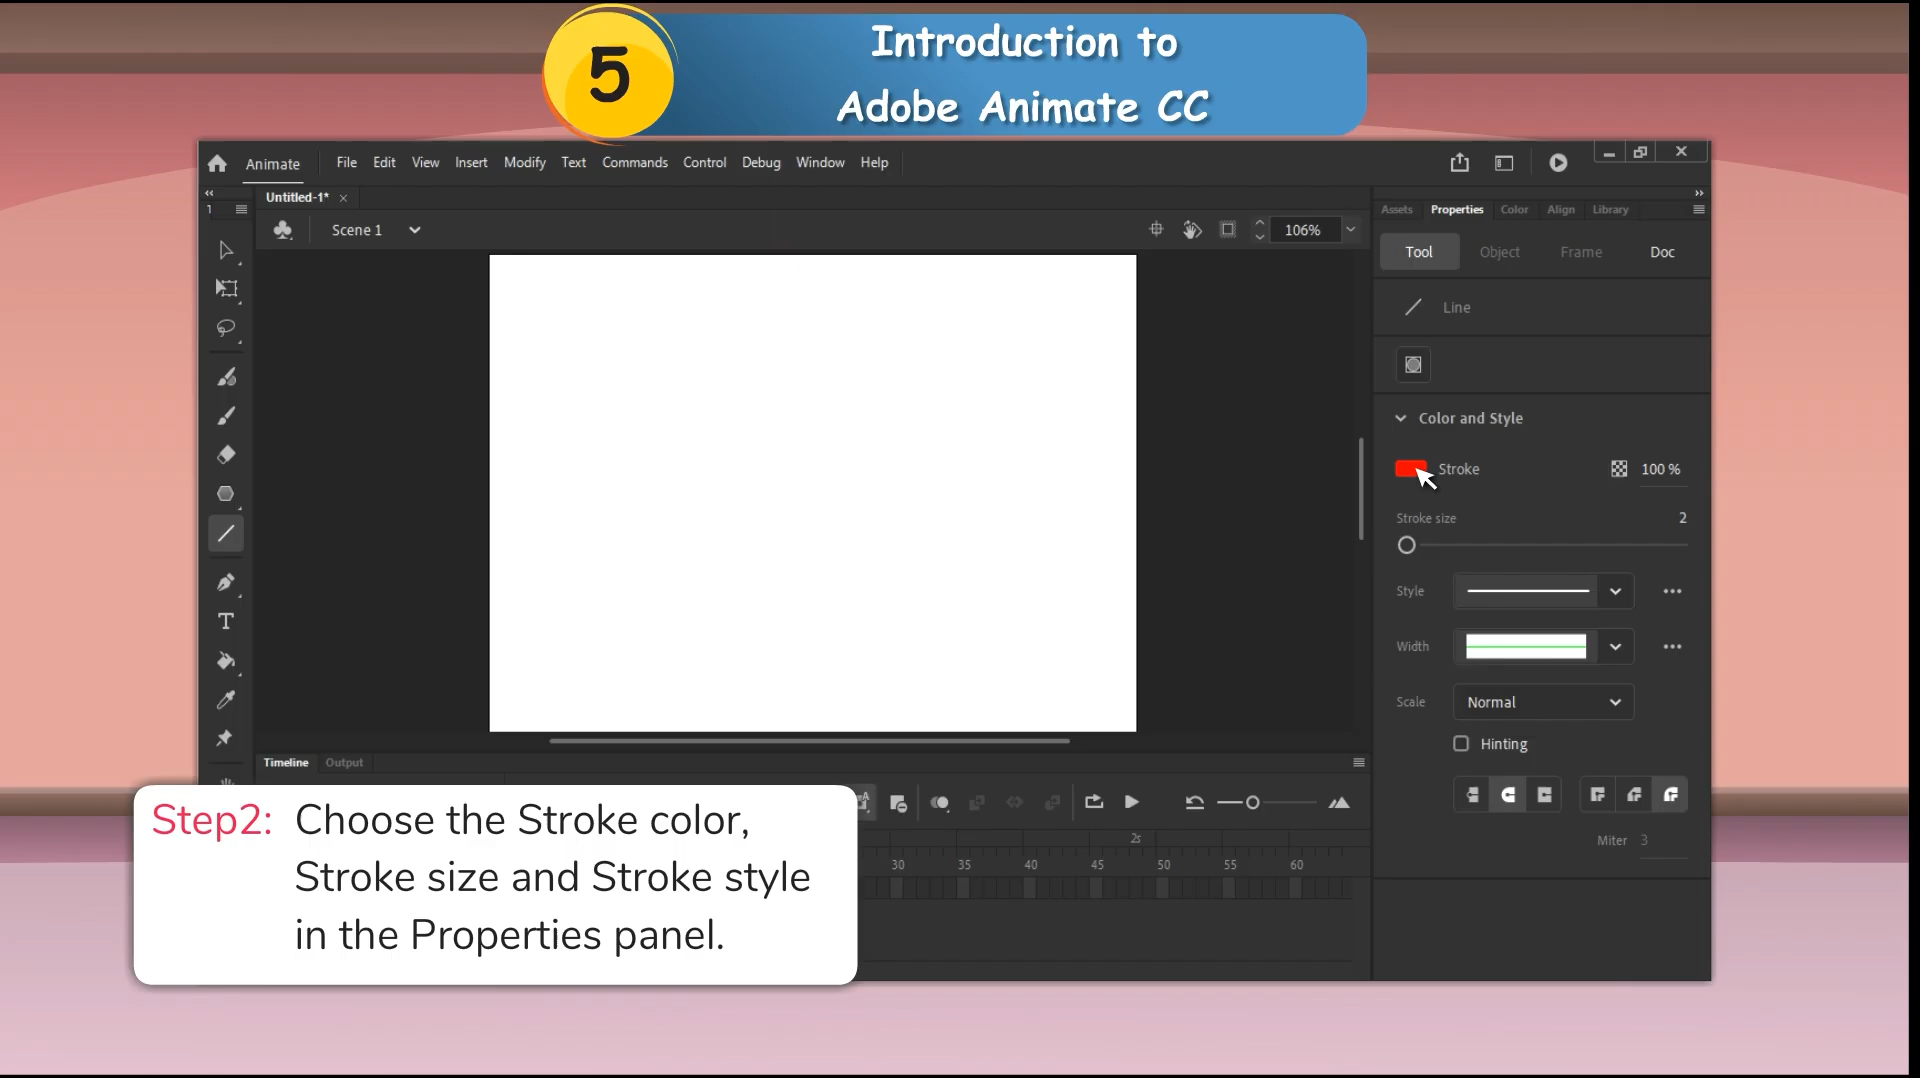 5
Introduction to
Adobe Animate CC
Animate File Edit View Insert Modify Text Commands Control Debug Window Help
1
Untitled-1*
Scene 1
106%
Assets Properties Color Align Library
Tool Object Frame Doc
Line
Color and Style
Stroke 100 %
Stroke size 2
Style
Width
Scale Normal
Hinting
Miter 3
Timeline Output
2s
30 35 40 45 50 55 60
Step2: Choose the Stroke color,
Stroke size and Stroke style
in the Properties panel.